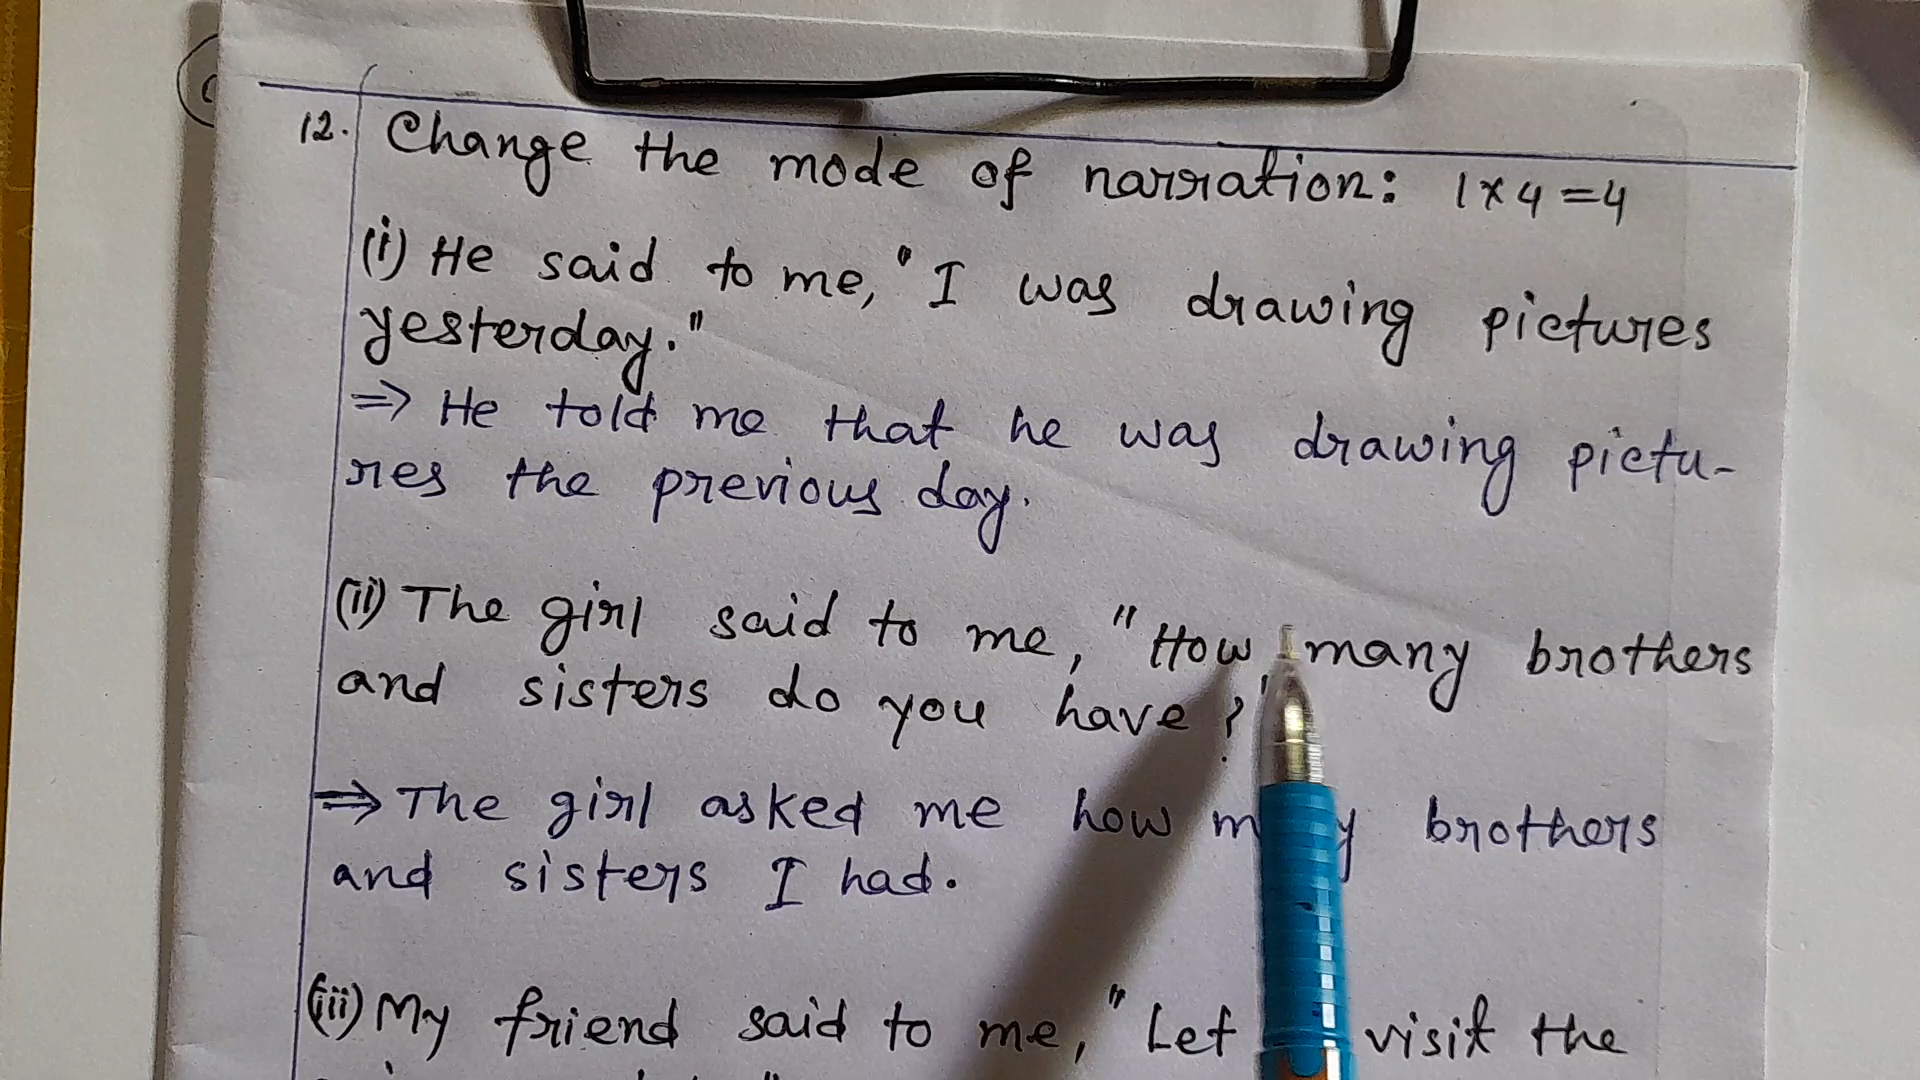 12. Change the mode of narration: 1×4=4
(i) He said to me, "I was drawing pictures
yesterday."
⇒ He told me that he was drawing pictu-
res the previous day.
(ii) The girl said to me, "How many brothers
and sisters do you have?"
⇒ The girl asked me how brothers
and sisters I had.
(iii) My friend said to me, "Let visit the